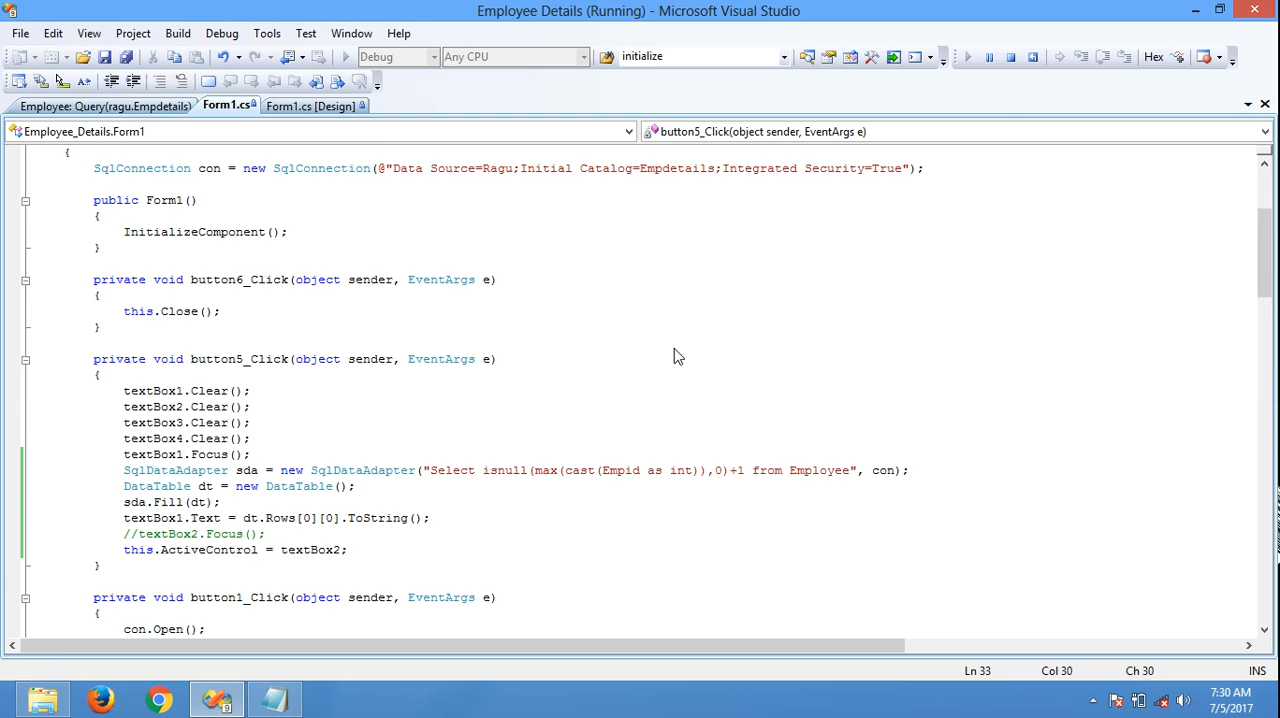 Employee Details (Running) - Microsoft Visual Studio
File Edit View Project Build Debug Tools Test Window Help
Debug Any CPU initialize Hex
Employee: Query(ragu.Empdetails) Form1.cs Form1.cs [Design]
Employee_Details.Form1 button5_Click(object sender, EventArgs e)
{
SqlConnection con = new SqlConnection(@"Data Source=Ragu;Initial Catalog=Empdetails;Integrated Security=True");
public Form1()
{
InitializeComponent();
}
private void button6_Click(object sender, EventArgs e)
{
this.Close();
}
private void button5_Click(object sender, EventArgs e)
{
textBox1.Clear();
textBox2.Clear();
textBox3.Clear();
textBox4.Clear();
textBox1.Focus();
SqlDataAdapter sda = new SqlDataAdapter("Select isnull(max(cast(Empid as int)),0)+1 from Employee", con);
DataTable dt = new DataTable();
sda.Fill(dt);
textBox1.Text = dt.Rows[0][0].ToString();
//textBox2.Focus();
this.ActiveControl = textBox2;
}
private void button1_Click(object sender, EventArgs e)
{
con.Open();
Ln 33 Col 30 Ch 30 INS
7:30 AM
7/5/2017